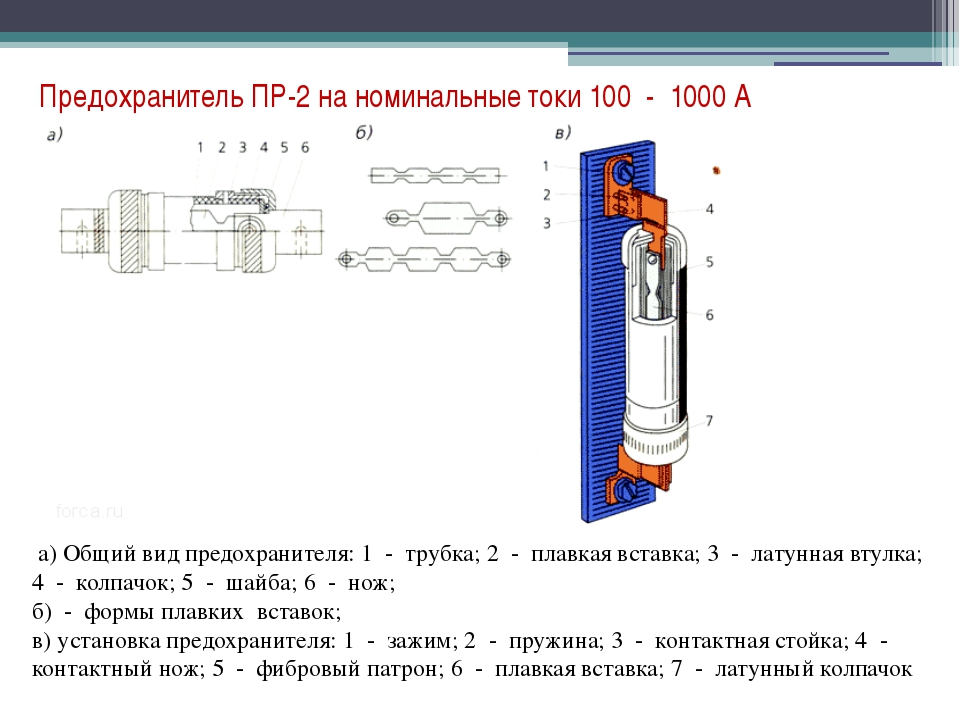 Предохранитель ПР-2 на номинальные токи 100 - 1000 А
а)
1 2 3 4 5 6
б)
в)
1
2
3
4
5
6
7
forca.ru
а) Общий вид предохранителя: 1 - трубка; 2 - плавкая вставка; 3 - латунная втулка;
4 - колпачок; 5 - шайба; 6 - нож;
б) - формы плавких вставок;
в) установка предохранителя: 1 - зажим; 2 - пружина; 3 - контактная стойка; 4 -
контактный нож; 5 - фибровый патрон; 6 - плавкая вставка; 7 - латунный колпачок